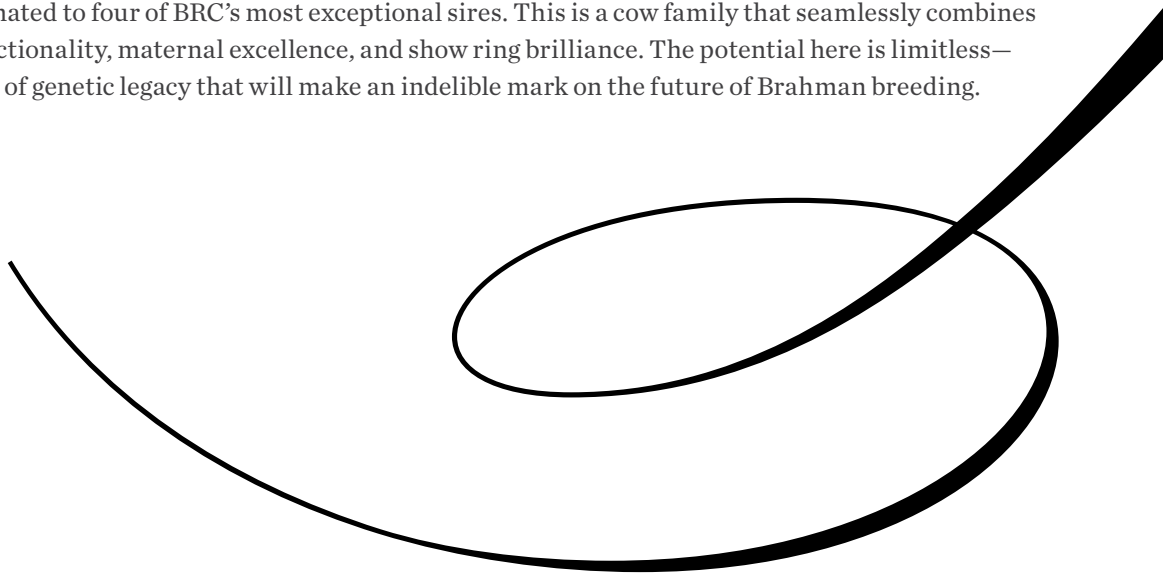 nated to four of BRC’s most exceptional sires. This is a cow family that seamlessly combines
ctionality, maternal excellence, and show ring brilliance. The potential here is limitless—
of genetic legacy that will make an indelible mark on the future of Brahman breeding.